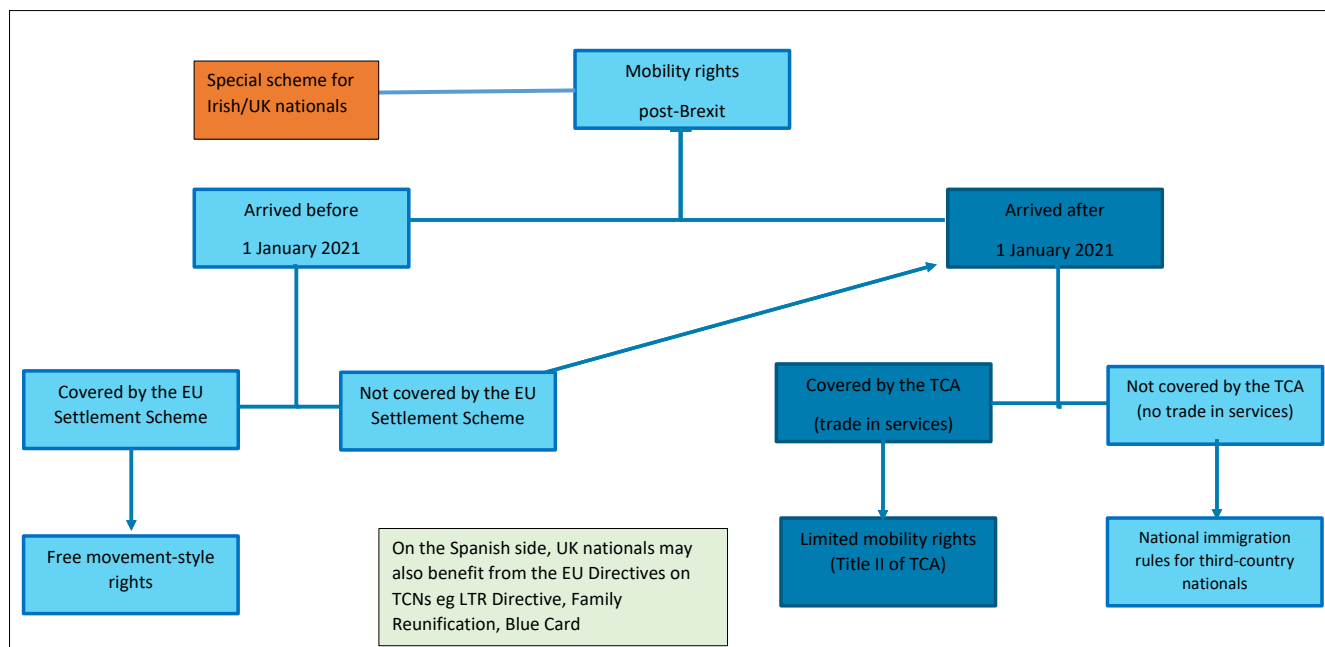 Special scheme for
Irish/UK nationals
Mobility rights
post-Brexit
Arrived before
1 January 2021
Arrived after
1 January 2021
Covered by the EU
Settlement Scheme
Not covered by the EU
Settlement Scheme
Covered by the TCA
(trade in services)
Not covered by the TCA
(no trade in services)
Free movement-style
rights
On the Spanish side, UK nationals may
also benefit from the EU Directives on
TCNs eg LTR Directive, Family
Reunification, Blue Card
Limited mobility rights
(Title II of TCA)
National immigration
rules for third-country
nationals